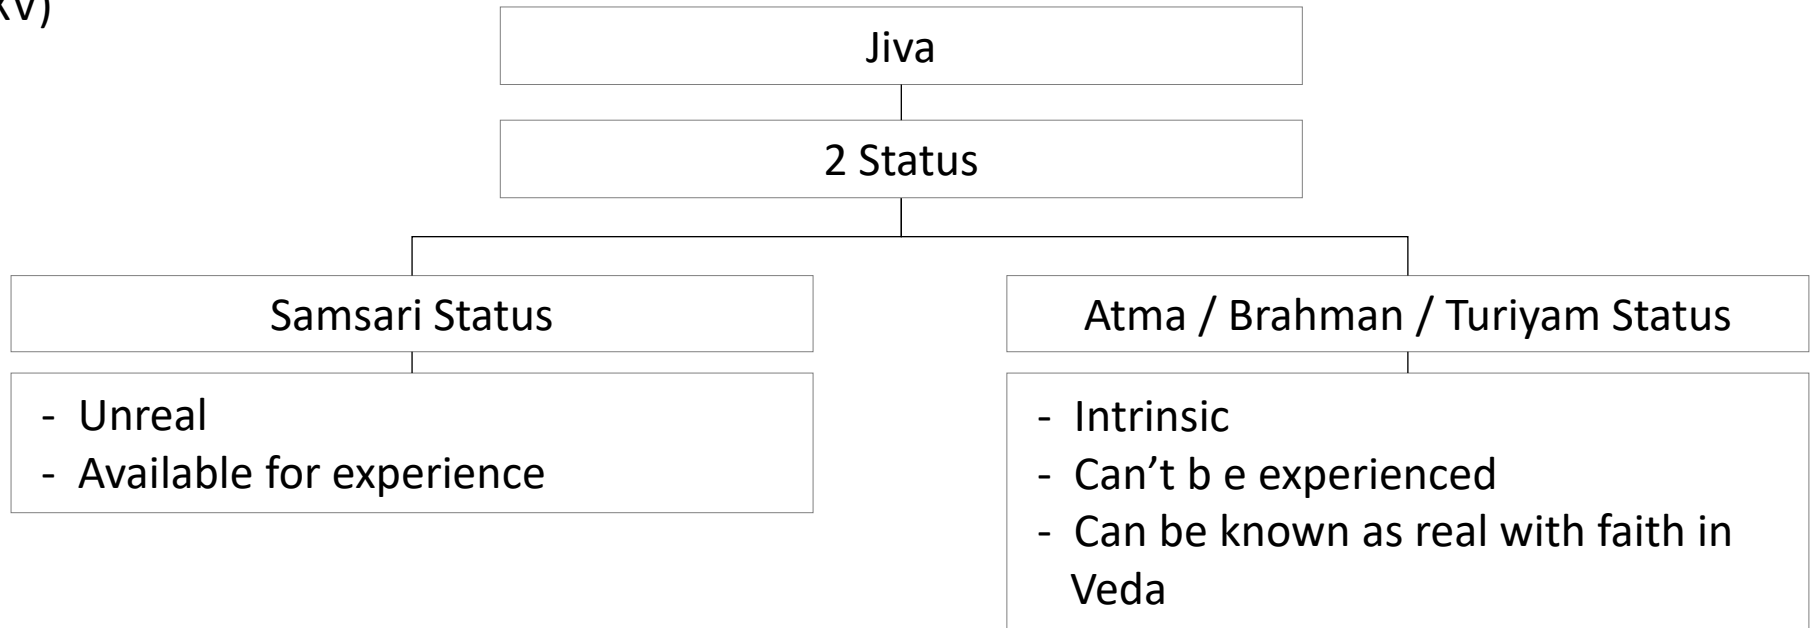 XV)
Jiva
2 Status
Samsari Status
Atma / Brahman / Turiyam Status
- Unreal
- Available for experience
- Intrinsic
- Can’t b e experienced
- Can be known as real with faith in
Veda